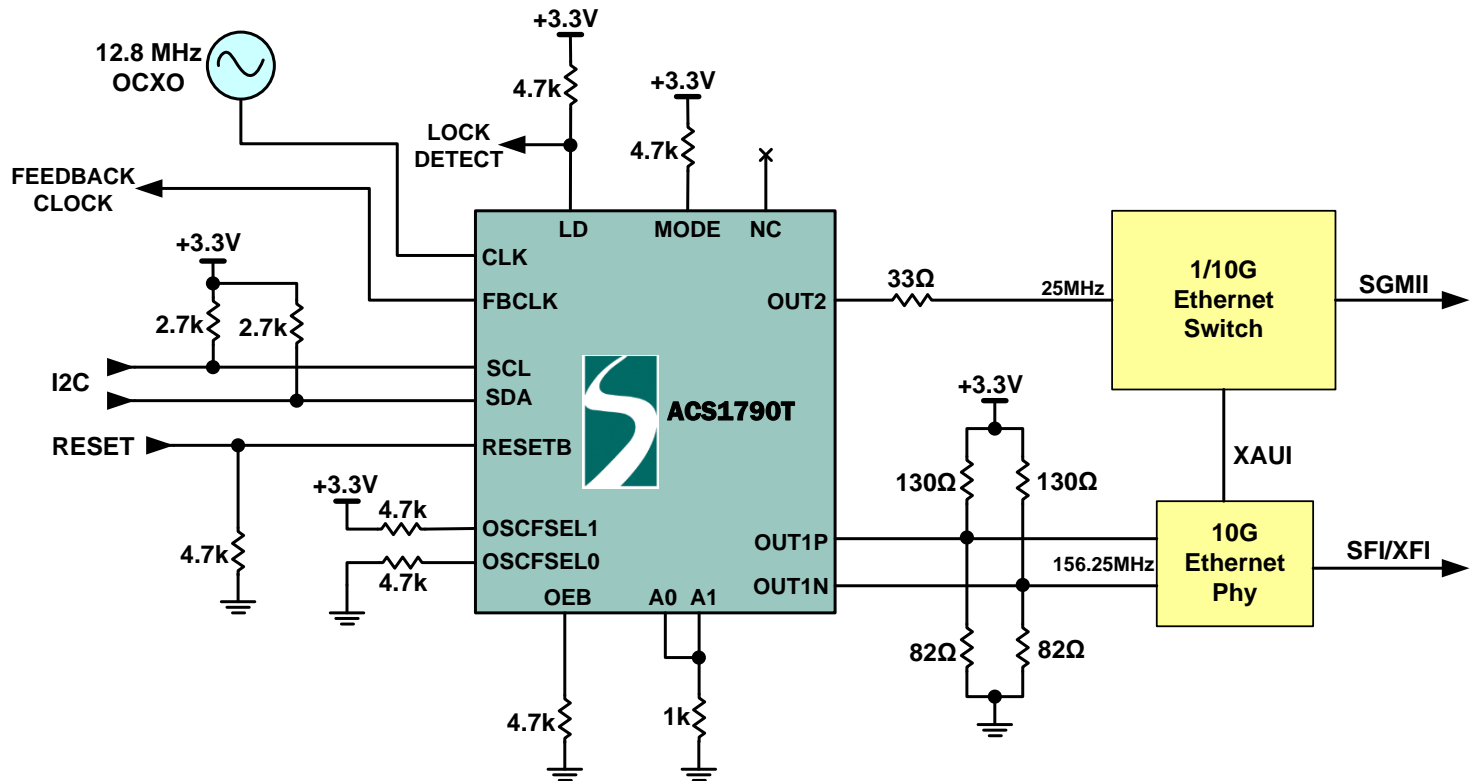 +3.3V
12.8 MHz
OCXO
4.7k
+3.3V
LOCK
DETECT
4.7k
FEEDBACK
CLOCK
LD
MODE
NC
+3.3V
CLK
FBCLK
OUT2
33Ω
25MHz
1/10G
Ethernet
Switch
SGMII
2.7k
2.7k
I2C
SCL
SDA
ACS1790T
+3.3V
RESET
RESETB
XAUI
+3.3V
4.7k
130Ω
130Ω
OSCFSEL1
OSCFSEL0
4.7k
4.7k
OUT1P
OUT1N
156.25MHz
10G
Ethernet
Phy
SFI/XFI
OEB
A0
A1
82Ω
82Ω
4.7k
1k